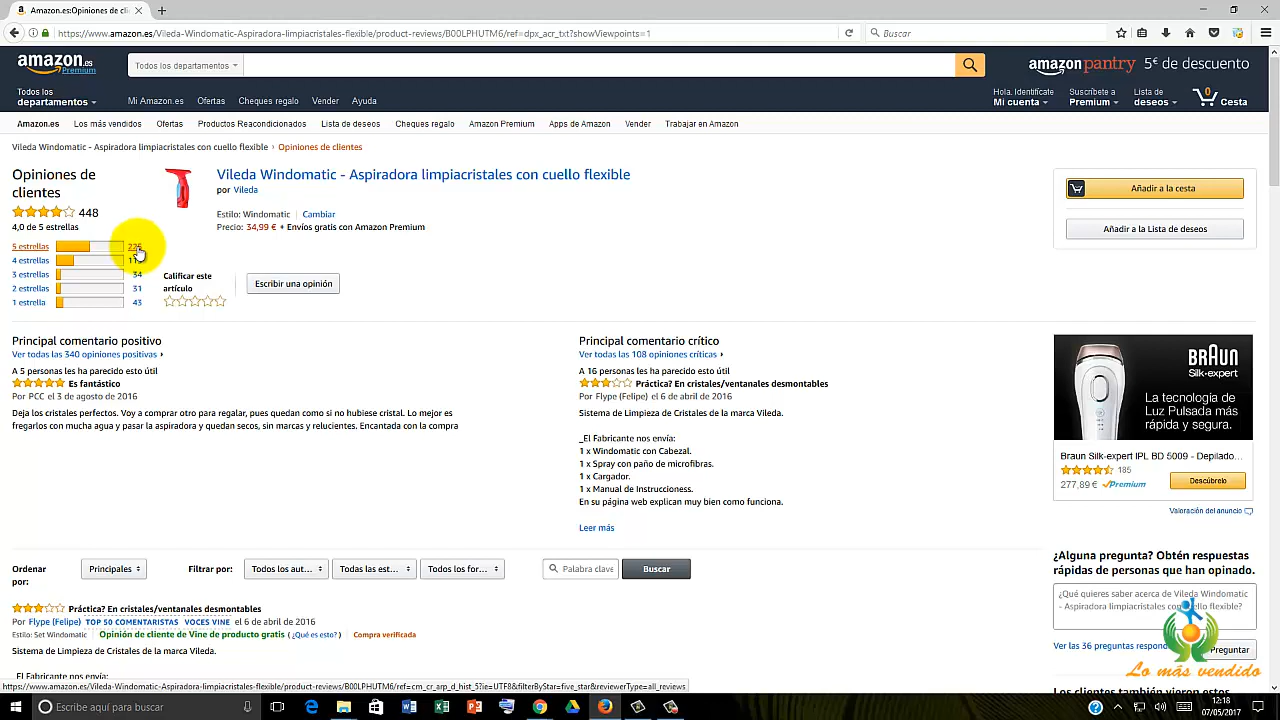 Amazon.es:Opiniones de cl
https://www.amazon.es/Vileda-Windomatic-Aspiradora-limpiacristales-flexible/product-reviews/B00LPHUTM6/ref=dpx_acr_txt?showViewpoints=1
Buscar
amazon.es
Premium
Todos los departamentos
amazonpantry 5€ de descuento
Todos los
departamentos
Mi Amazon.es Ofertas Cheques regalo Vender Ayuda
Hola. Identifícate
Mi cuenta
Suscríbete a
Premium
Lista de
deseos
0
Cesta
Amazon.es Los más vendidos Ofertas Productos Reacondicionados Lista de deseos Cheques regalo Amazon Premium Apps de Amazon Vender Trabajar en Amazon
Vileda Windomatic - Aspiradora limpiacristales con cuello flexible › Opiniones de clientes
Opiniones de
clientes
448
4,0 de 5 estrellas
5 estrellas
4 estrellas
3 estrellas 34
2 estrellas 31
1 estrella 43
Vileda Windomatic - Aspiradora limpiacristales con cuello flexible
por Vileda
Estilo: Windomatic Cambiar
Precio: 34,99 € + Envíos gratis con Amazon Premium
Calificar este
artículo
Escribir una opinión
Añadir a la cesta
Añadir a la Lista de deseos
Principal comentario positivo
Ver todas las 340 opiniones positivas
A 5 personas les ha parecido esto útil
Es fantástico
Por PCC el 3 de agosto de 2016
Deja los cristales perfectos. Voy a comprar otro para regalar, pues quedan como si no hubiese cristal. Lo mejor es
fregarlos con mucha agua y pasar la aspiradora y quedan secos, sin marcas y relucientes. Encantada con la compra
Principal comentario crítico
Ver todas las 108 opiniones críticas
A 16 personas les ha parecido esto útil
Práctica? En cristales/ventanales desmontables
Por Flype (Felipe) el 6 de abril de 2016
Sistema de Limpieza de Cristales de la marca Vileda.
_El Fabricante nos envía:
1 x Windomatic con Cabezal.
1 x Spray con paño de microfibras.
1 x Cargador.
1 x Manual de Instruccioness.
En su página web explican muy bien como funciona.
Leer más
BRAUN
Silk·expert
La tecnología de
Luz Pulsada más
rápida y segura.
Braun Silk-expert IPL BD 5009 - Depilado...
185
277,89 € Premium
Descúbrelo
Valoración del anuncio
Ordenar
por:
Principales
Filtrar por:
Todos los aut...
Todas las est...
Todos los for...
Palabra clave
Buscar
Práctica? En cristales/ventanales desmontables
Por Flype (Felipe) TOP 50 COMENTARISTAS VOCES VINE el 6 de abril de 2016
Estilo: Set Windomatic Opinión de cliente de Vine de producto gratis (¿Qué es esto?) Compra verificada
Sistema de Limpieza de Cristales de la marca Vileda.
_El Fabricante nos envía:
¿Alguna pregunta? Obtén respuestas
rápidas de personas que han opinado.
¿Qué quieres saber acerca de Vileda Windomatic
- Aspiradora limpiacristales con cuello flexible?
Ver las 36 preguntas
Preguntar
Lo más vendido
Los clientes también vieron estos
https://www.amazon.es/Vileda-Windomatic-Aspiradora-limpiacristales-flexible/product-reviews/B00LPHUTM6/ref=cm_cr_arp_d_hist_5?ie=UTF8&filterByStar=five_star&reviewerType=all_reviews
Escribe aquí para buscar
12:18
07/05/2017